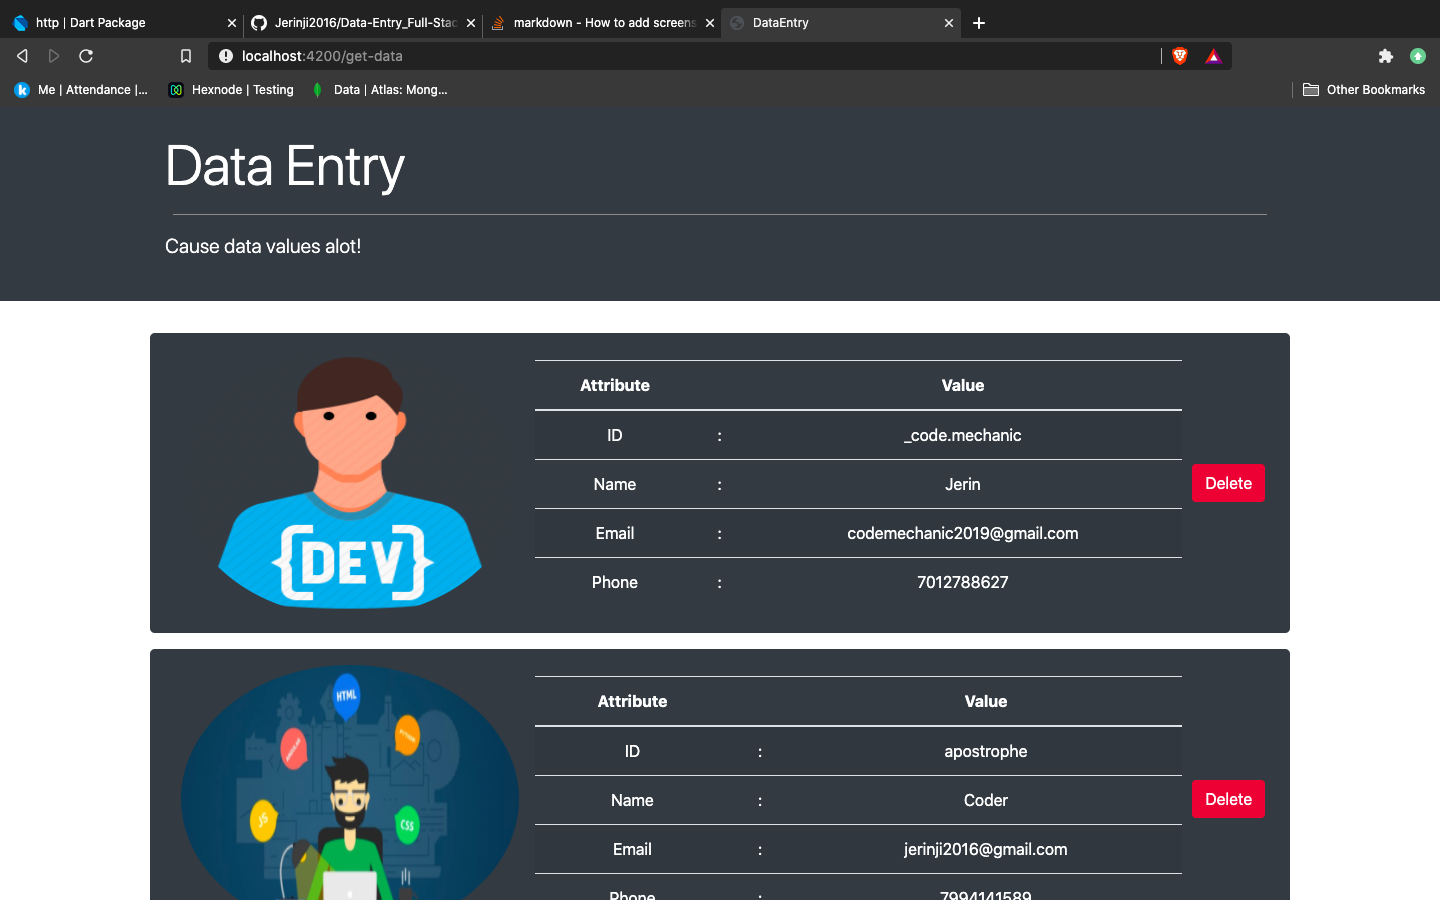 http | Dart Package
Jerinji2016/Data-Entry_Full-Stac
markdown - How to add screens
DataEntry
localhost:4200/get-data
Me | Attendance |...
Hexnode | Testing
Data | Atlas: Mong...
Other Bookmarks
Data Entry
Cause data values alot!
Attribute Value
ID : _code.mechanic
Name : Jerin
Email : codemechanic2019@gmail.com
Phone : 7012788627
Delete
{DEV}
Attribute Value
ID : apostrophe
Name : Coder
Email : jerinji2016@gmail.com
Phone : 7994141589
Delete
HTML
JS
CSS